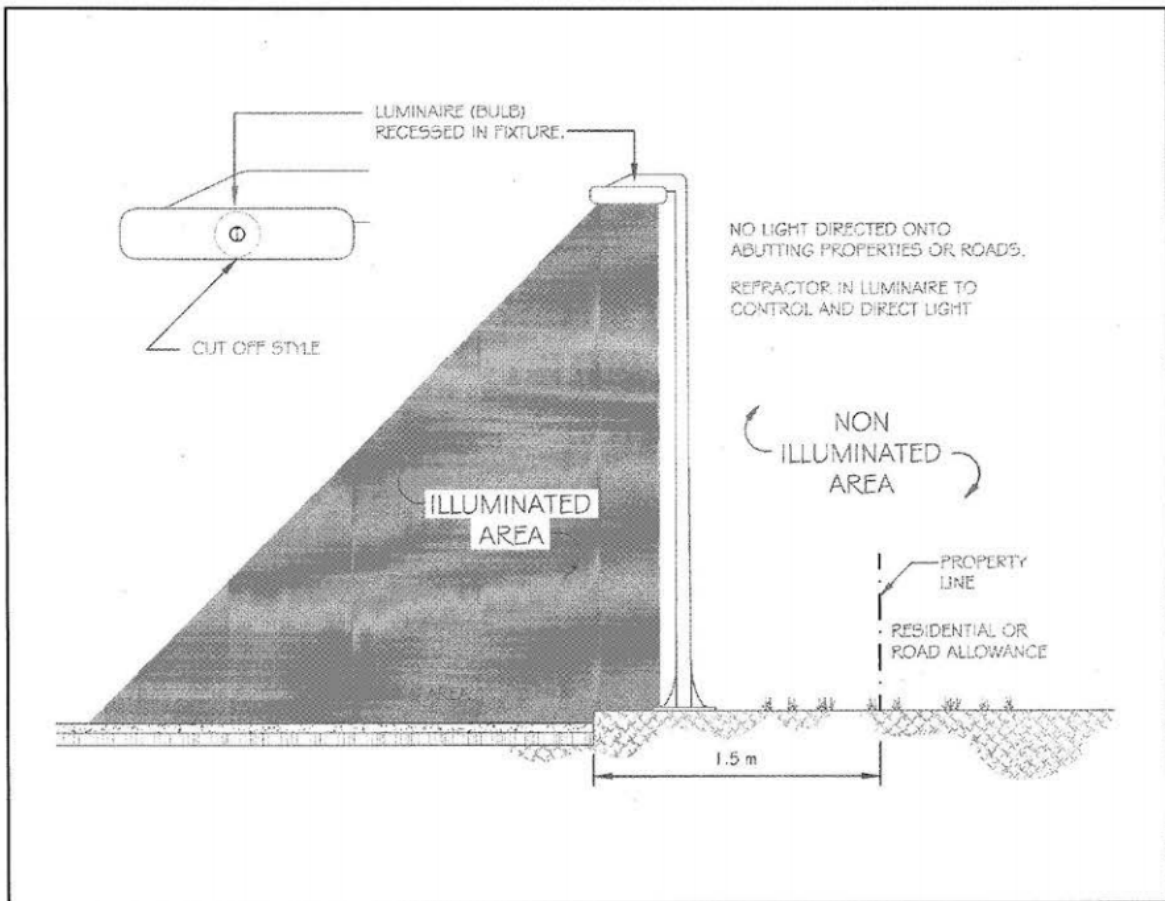 LUMINAIRE (BULB)
RECESSED IN FIXTURE.
CUT OFF STYLE
NO LIGHT DIRECTED ONTO
ABUTTING PROPERTIES OR ROADS.
REFRACTOR IN LUMINAIRE TO
CONTROL AND DIRECT LIGHT
NON
ILLUMINATED
AREA
ILLUMINATED
AREA
PROPERTY
LINE
RESIDENTIAL OR
ROAD ALLOWANCE
1.5 m